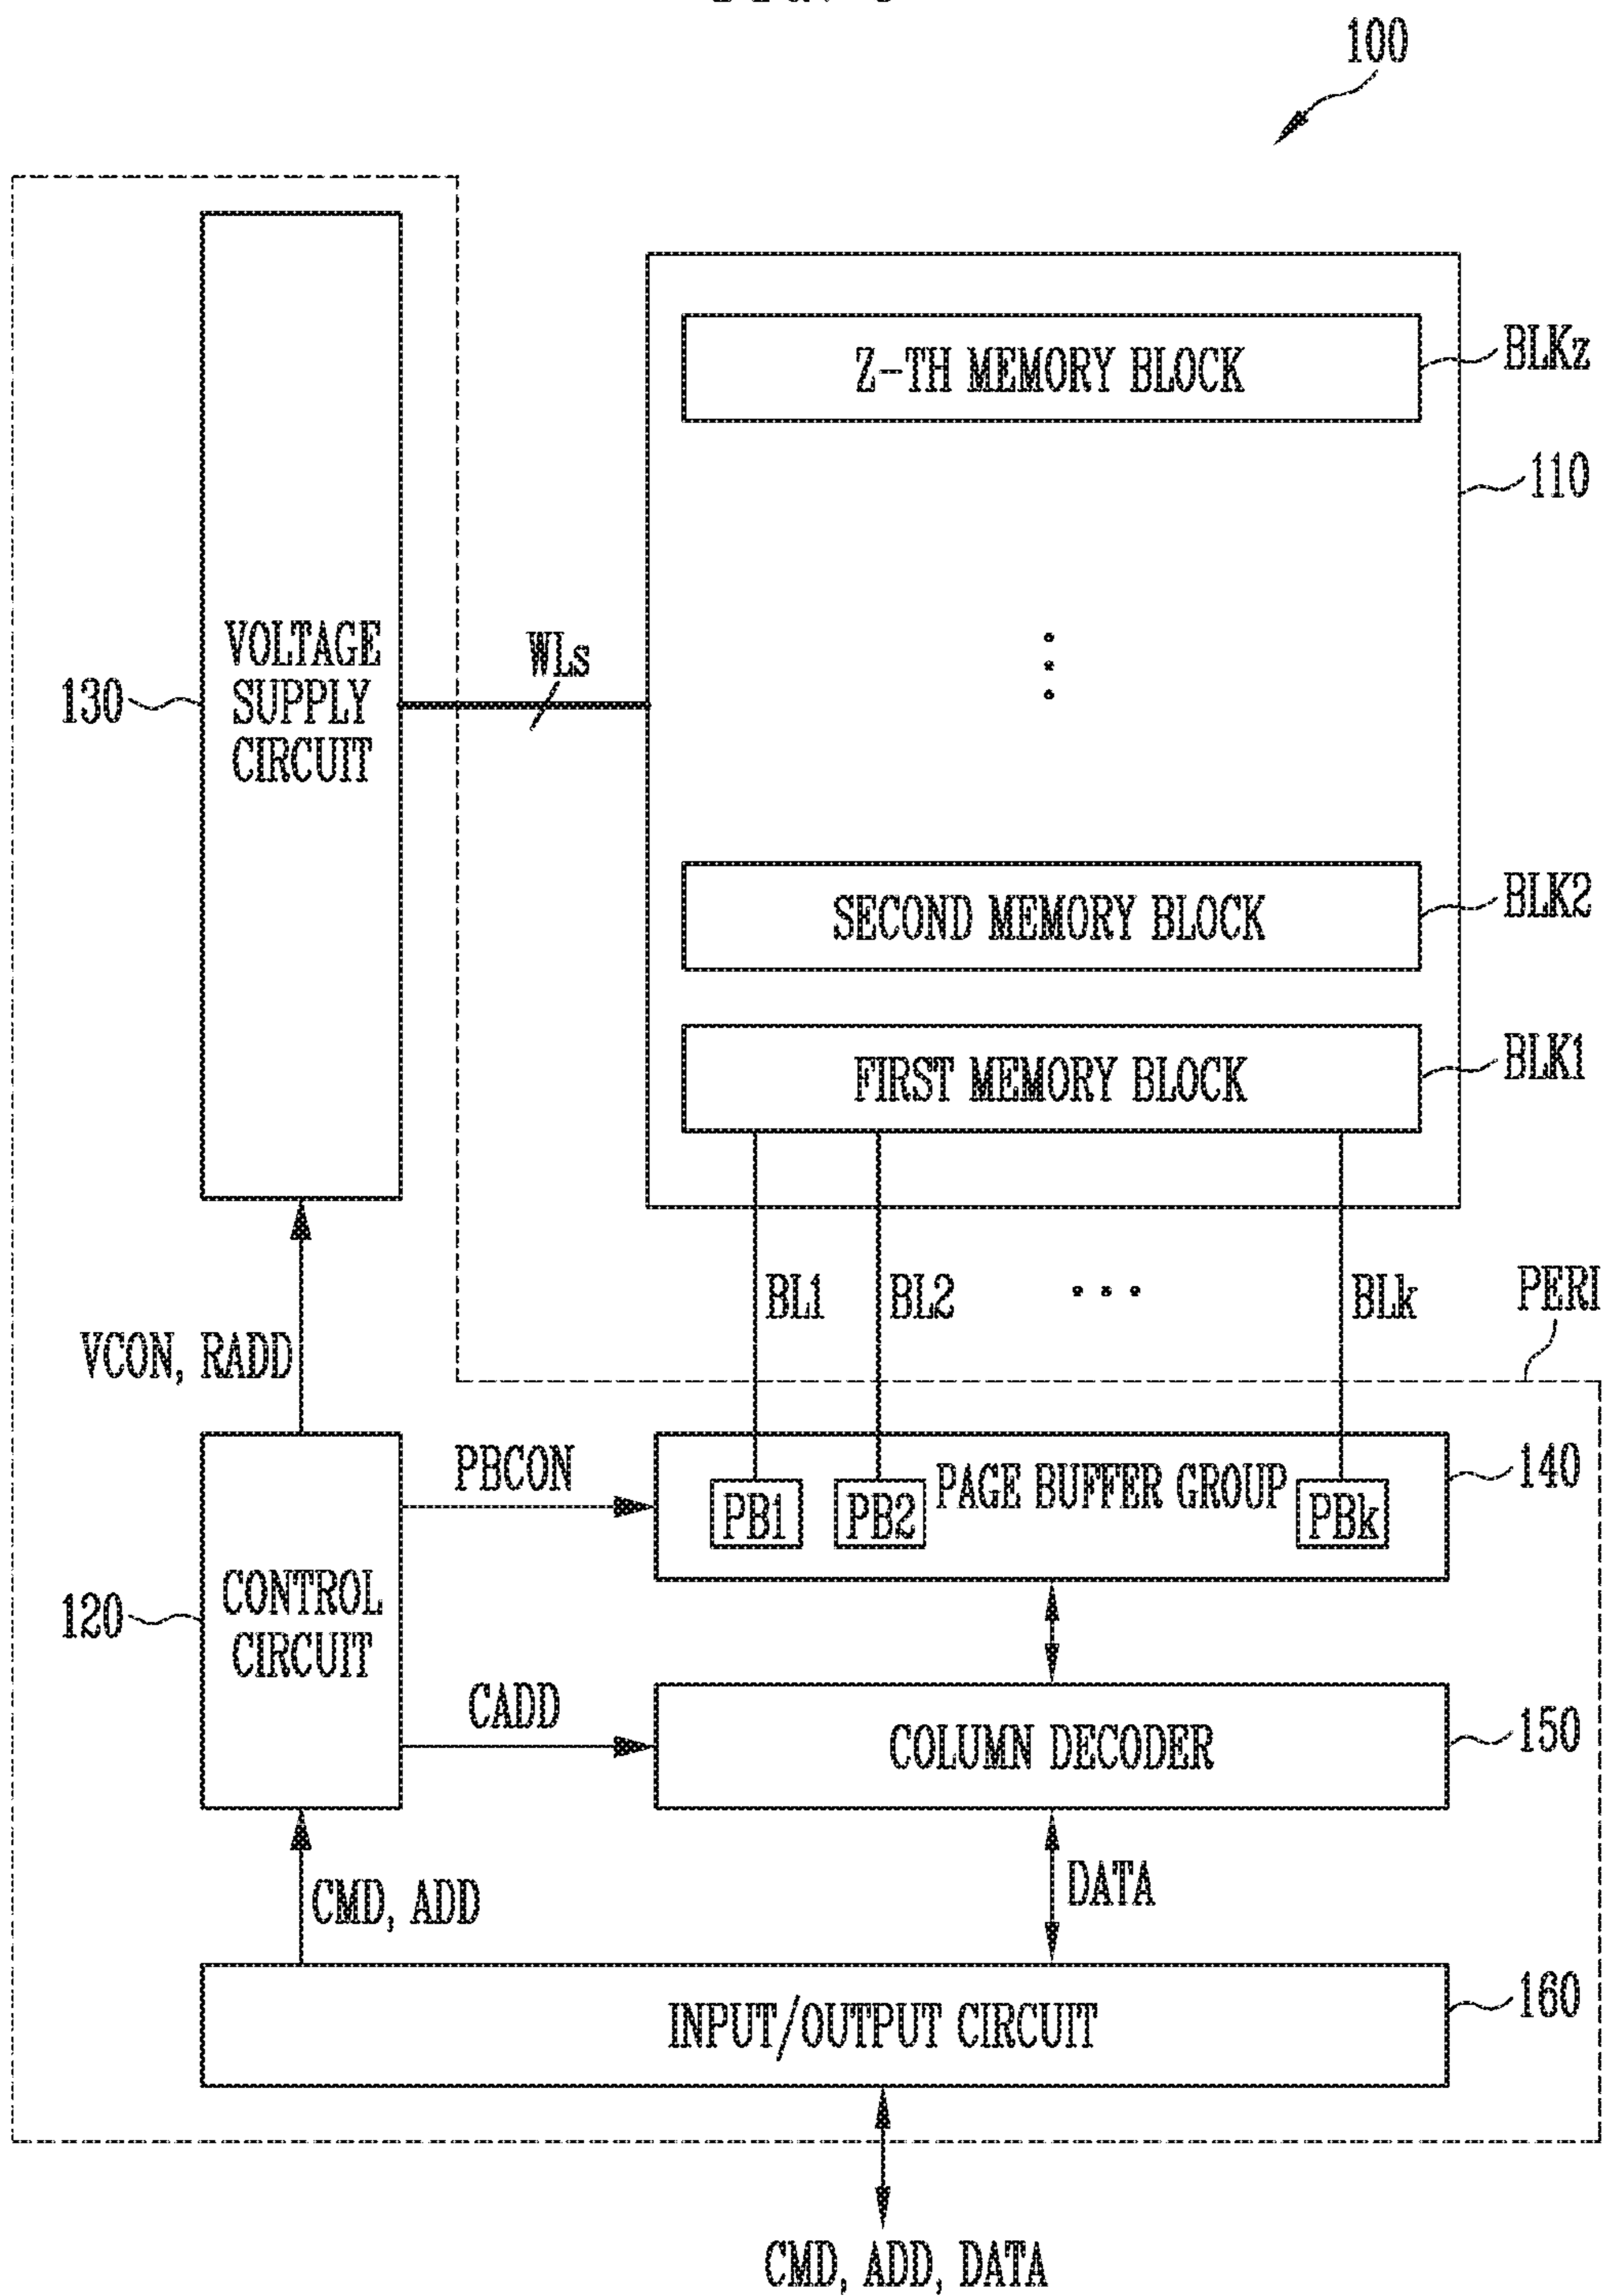 100
Z-TH MEMORY BLOCK
BLKz
110
VOLTAGE
SUPPLY
CIRCUIT
130
WLs
SECOND MEMORY BLOCK
BLK2
FIRST MEMORY BLOCK
BLK1
BL1
BL2
BLk
PERI
VCON, RADD
PBCON
PAGE BUFFER GROUP
PB1
PB2
PBk
140
CONTROL
CIRCUIT
120
CADD
COLUMN DECODER
150
CMD, ADD
DATA
INPUT/OUTPUT CIRCUIT
160
CMD, ADD, DATA